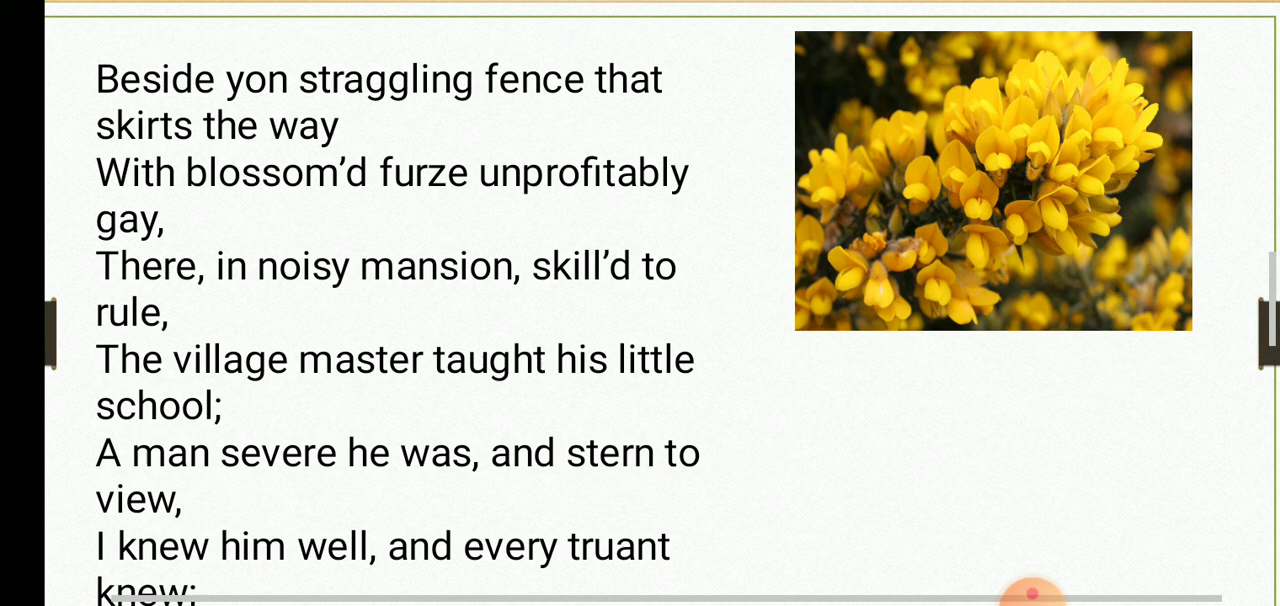 Beside yon straggling fence that
skirts the way
With blossom’d furze unprofitably
gay,
There, in noisy mansion, skill’d to
rule,
The village master taught his little
school;
A man severe he was, and stern to
view,
I knew him well, and every truant
knew;